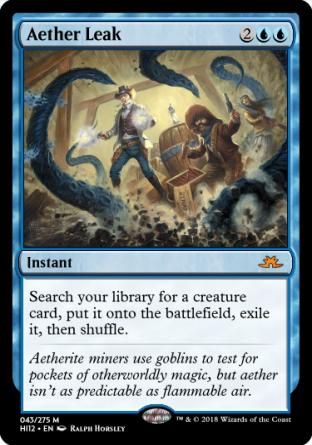 Aether Leak 2
Instant
Search your library for a creature
card, put it onto the battlefield, exile
it, then shuffle.
Aetherite miners use goblins to test for
pockets of otherworldly magic, but aether
isn't as predictable as flammable air.
043/275 M
HI12 • EN RALPH HORSLEY
™ & © 2018 Wizards of the Coast